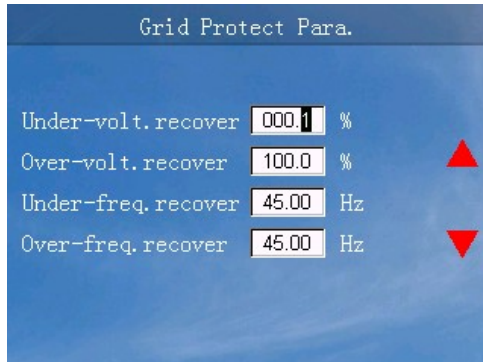 Grid Protect Para.
Under-volt.recover 000.1 %
Over-volt.recover 100.0 %
Under-freq.recover 45.00 Hz
Over-freq.recover 45.00 Hz